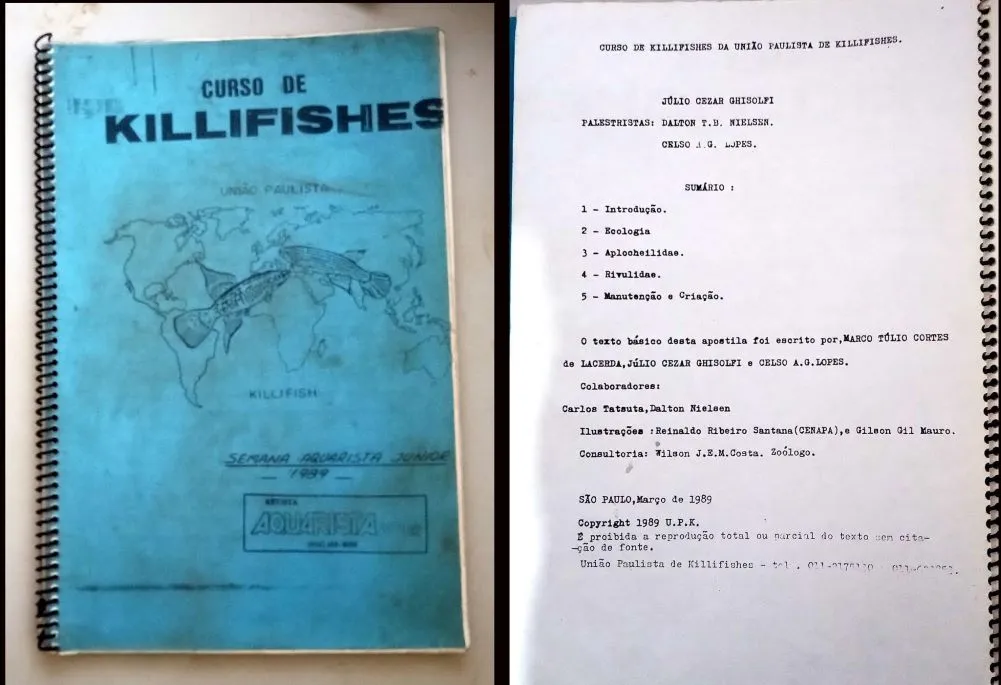 CURSO DE
KILLIFISHES
UNIÃO PAULISTA
KILLIFISH
SEMANA AQUARISTA JUNIOR
1989
REVISTA
AQUARISTA
CURSO DE KILLIFISHES DA UNIÃO PAULISTA DE KILLIFISHES.
JÚLIO CEZAR GHISOLFI
PALESTRISTAS: DALTON T.B. NIELSEN.
CELSO A.G. LOPES.
SUMÁRIO :
1 - Introdução.
2 - Ecologia
3 - Aplocheilidae.
4 - Rivulidae.
5 - Manutenção e Criação.
O texto básico desta apostila foi escrito por,MARCO TÚLIO CORTES
de LACERDA,JÚLIO CEZAR GHISOLFI e CELSO A.G.LOPES.
Colaboradores:
Carlos Tatsuta,Dalton Nielsen
Ilustrações :Reinaldo Ribeiro Santana(CENAPA),e Gilson Gil Mauro.
Consultoria: Wilson J.E.M.Costa. Zoólogo.
SÃO PAULO,Março de 1989
Copyright 1989 U.P.K.
É proibida a reprodução total ou parcial do texto sem cita-
-ção de fonte.
União Paulista de Killifishes - tel .